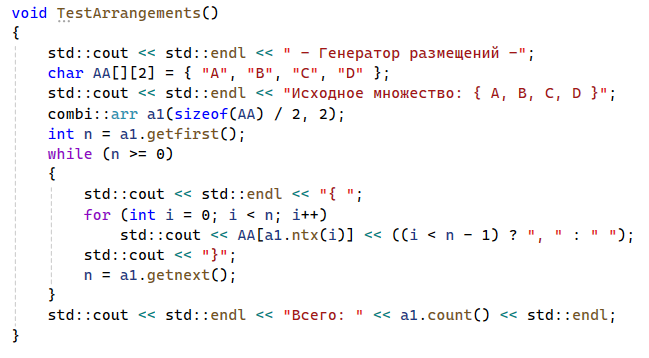 void TestArrangements()
{
    std::cout << std::endl << " - Генератор размещений -";
    char AA[][2] = { "A", "B", "C", "D" };
    std::cout << std::endl << "Исходное множество: { A, B, C, D }";
    combi::arr a1(sizeof(AA) / 2, 2);
    int n = a1.getfirst();
    while (n >= 0)
    {
        std::cout << std::endl << "{ ";
        for (int i = 0; i < n; i++)
            std::cout << AA[a1.ntx(i)] << ((i < n - 1) ? ", " : " ");
        std::cout << "}";
        n = a1.getnext();
    }
    std::cout << std::endl << "Всего: " << a1.count() << std::endl;
}